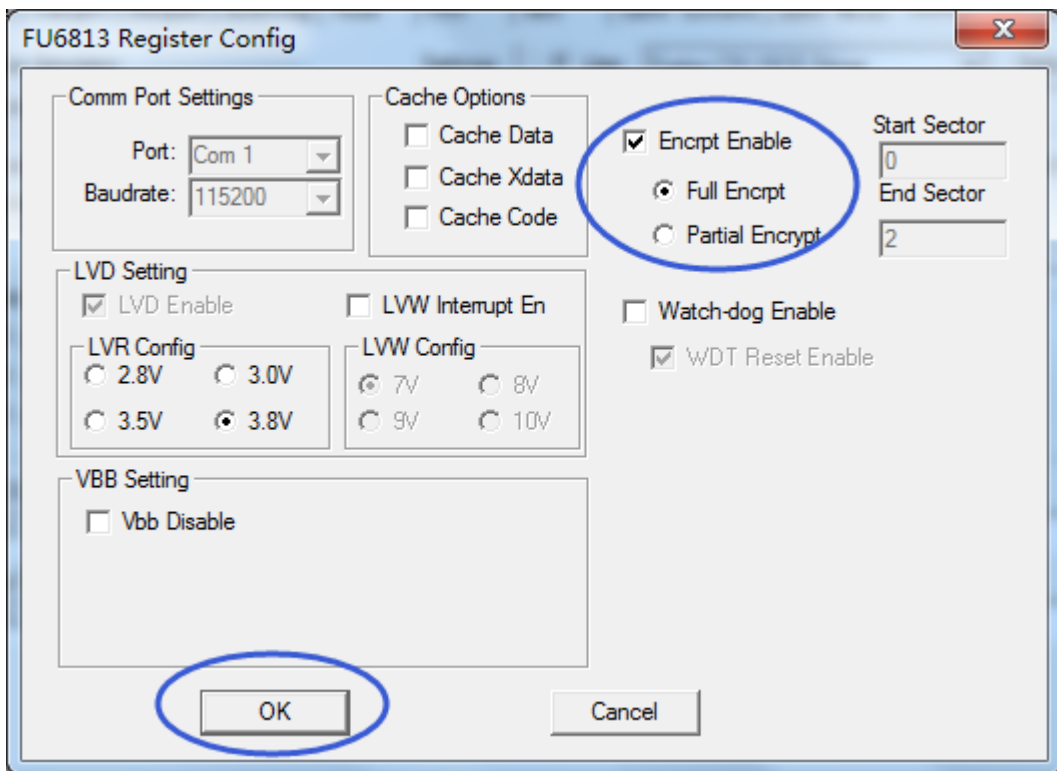 FU6813 Register Config
x
Comm Port Settings
Port: Com 1
Baudrate: 115200
Cache Options
Cache Data
Cache Xdata
Cache Code
Encrpt Enable
Full Encrpt
Partial Encrypt
Start Sector
0
End Sector
2
LVD Setting
LVD Enable
LVW Interrupt En
LVR Config
2.8V 3.0V
3.5V 3.8V
LVW Config
7V 8V
9V 10V
Watch-dog Enable
WDT Reset Enable
VBB Setting
Vbb Disable
OK
Cancel